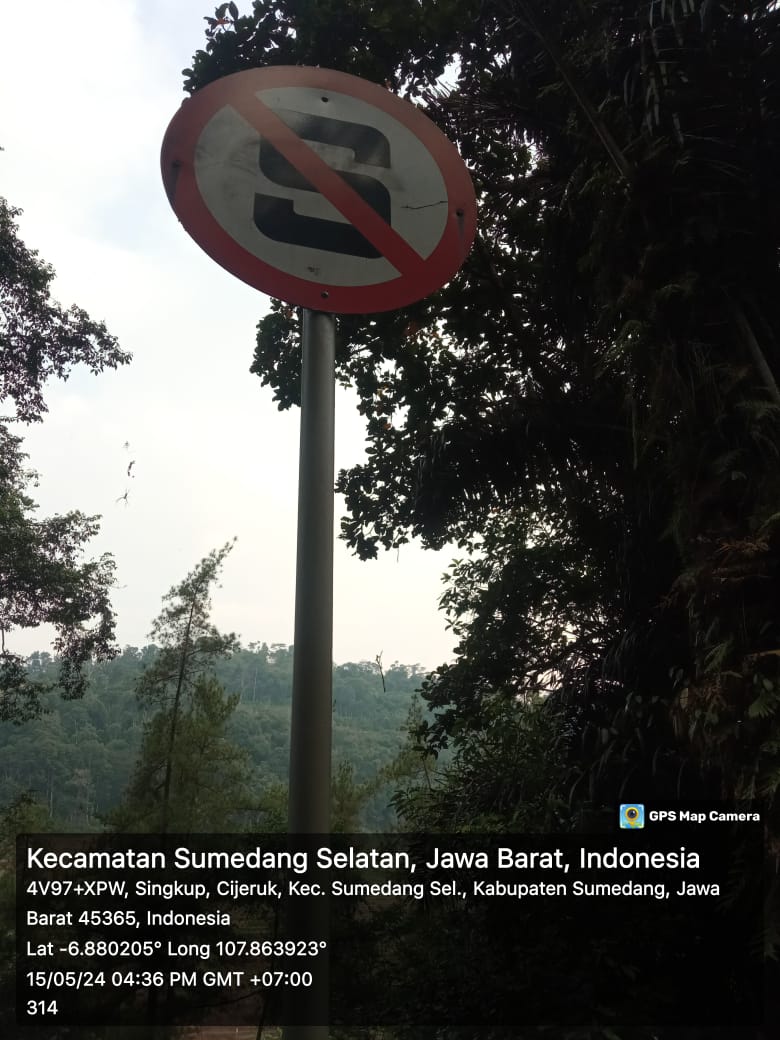 S
GPS Map Camera
Kecamatan Sumedang Selatan, Jawa Barat, Indonesia
4V97+XPW, Singkup, Cijeruk, Kec. Sumedang Sel., Kabupaten Sumedang, Jawa
Barat 45365, Indonesia
Lat -6.880205° Long 107.863923°
15/05/24 04:36 PM GMT +07:00
314